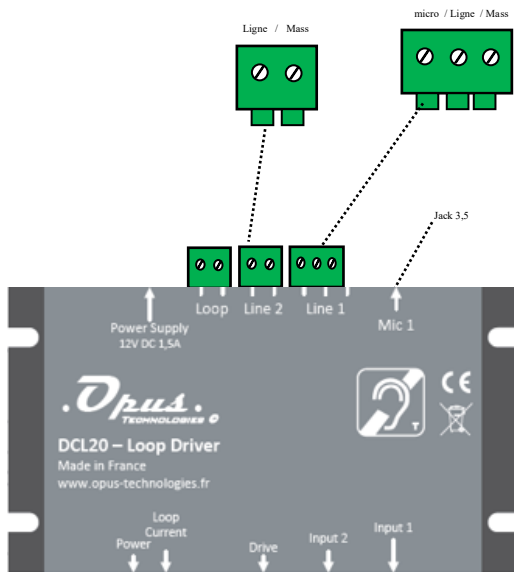 Ligne / Mass
micro / Ligne / Mass
Jack 3,5
Loop Line 2 Line 1
Mic 1
Power Supply
12V DC 1,5A
.Opus.
TECHNOLOGIES
CE
T
DCL20 – Loop Driver
Made in France
www.opus-technologies.fr
Loop
Current
Power
Drive
Input 2
Input 1